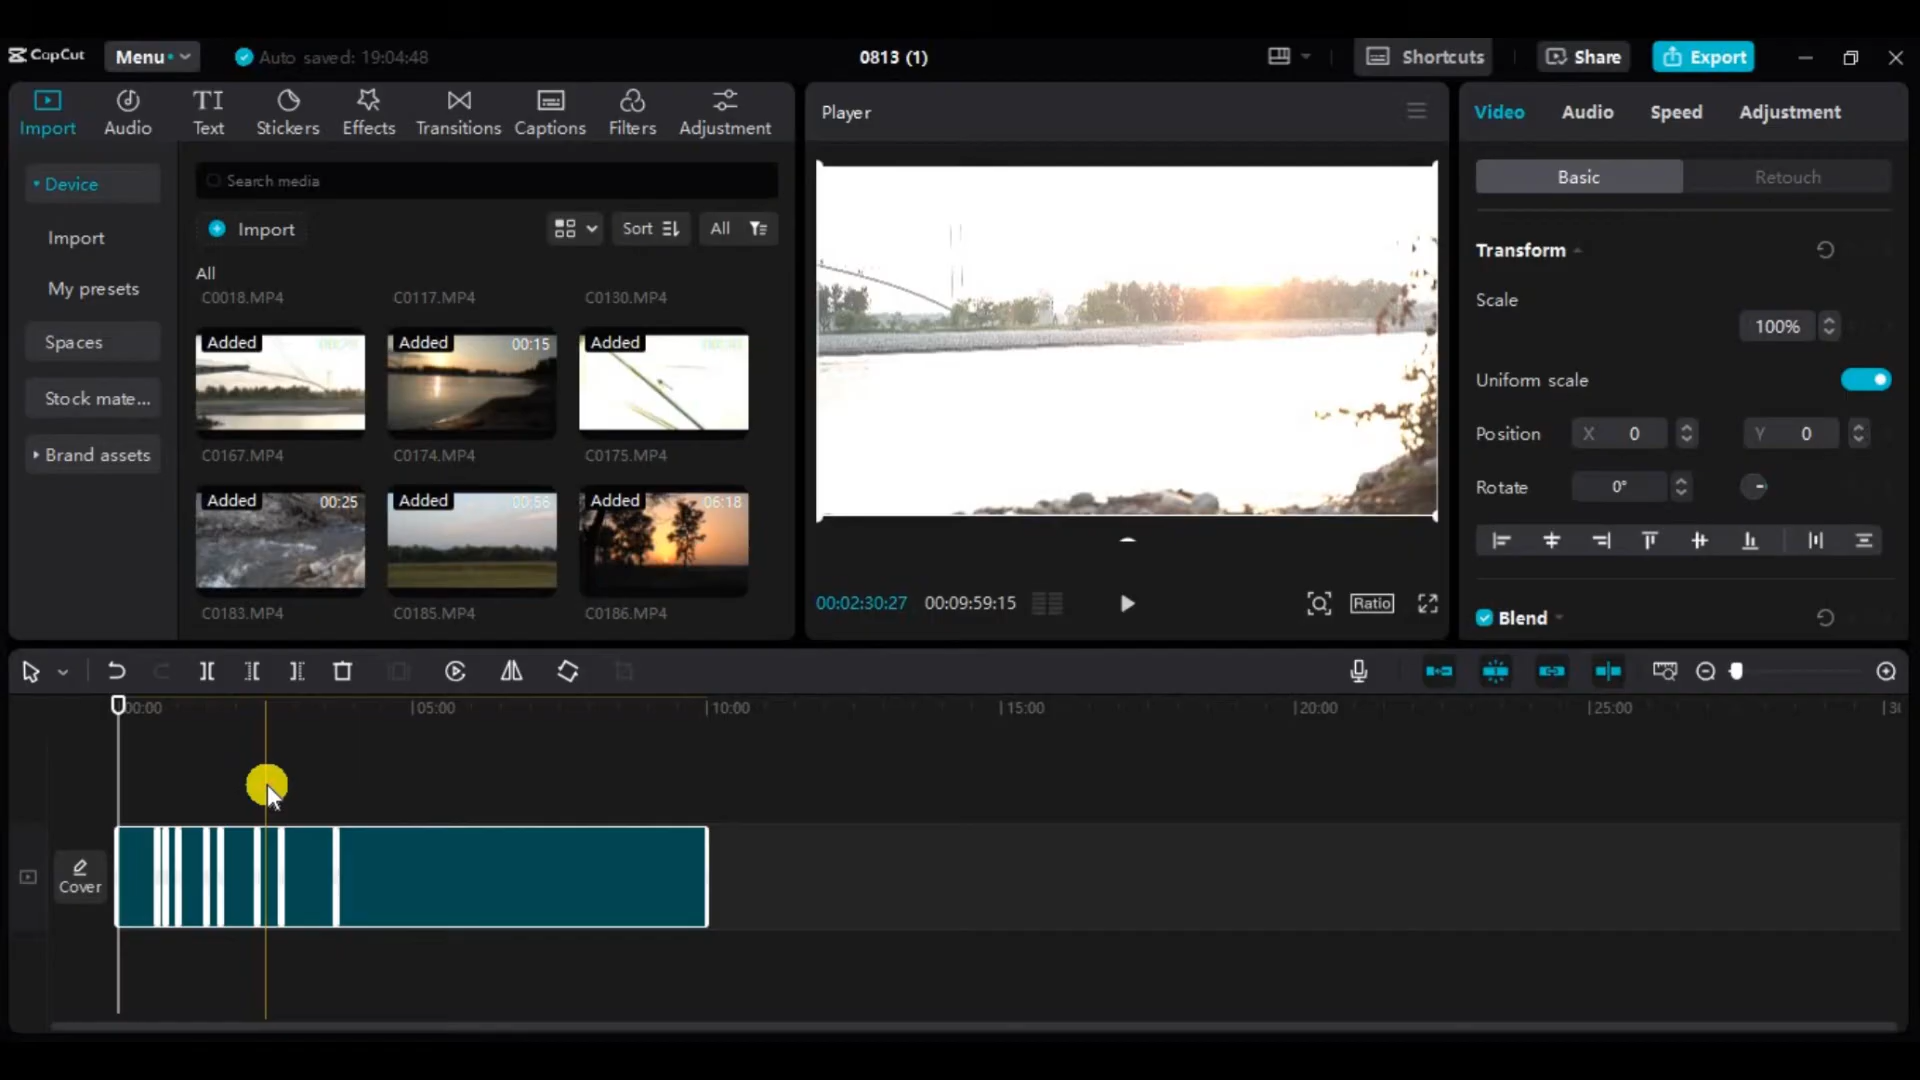 CapCut
Menu
Auto saved: 19:04:48
0813 (1)
Shortcuts
Share
Export
Import
Audio
TI
Text
Stickers
Effects
Transitions
Captions
Filters
Adjustment
Player
Video
Audio
Speed
Adjustment
Device
Import
My presets
Spaces
Stock mate...
Brand assets
Search media
Import
Sort
All
All
C0018.MP4
C0117.MP4
C0130.MP4
Added
Added
00:15
Added
C0167.MP4
C0174.MP4
C0175.MP4
Added
00:25
Added
00:56
Added
06:18
C0183.MP4
C0185.MP4
C0186.MP4
00:02:30:27
00:09:59:15
Ratio
Basic
Retouch
Transform
Scale
100%
Uniform scale
Position
X 0
Y 0
Rotate
0°
Blend
00:00
05:00
10:00
15:00
20:00
25:00
Cover